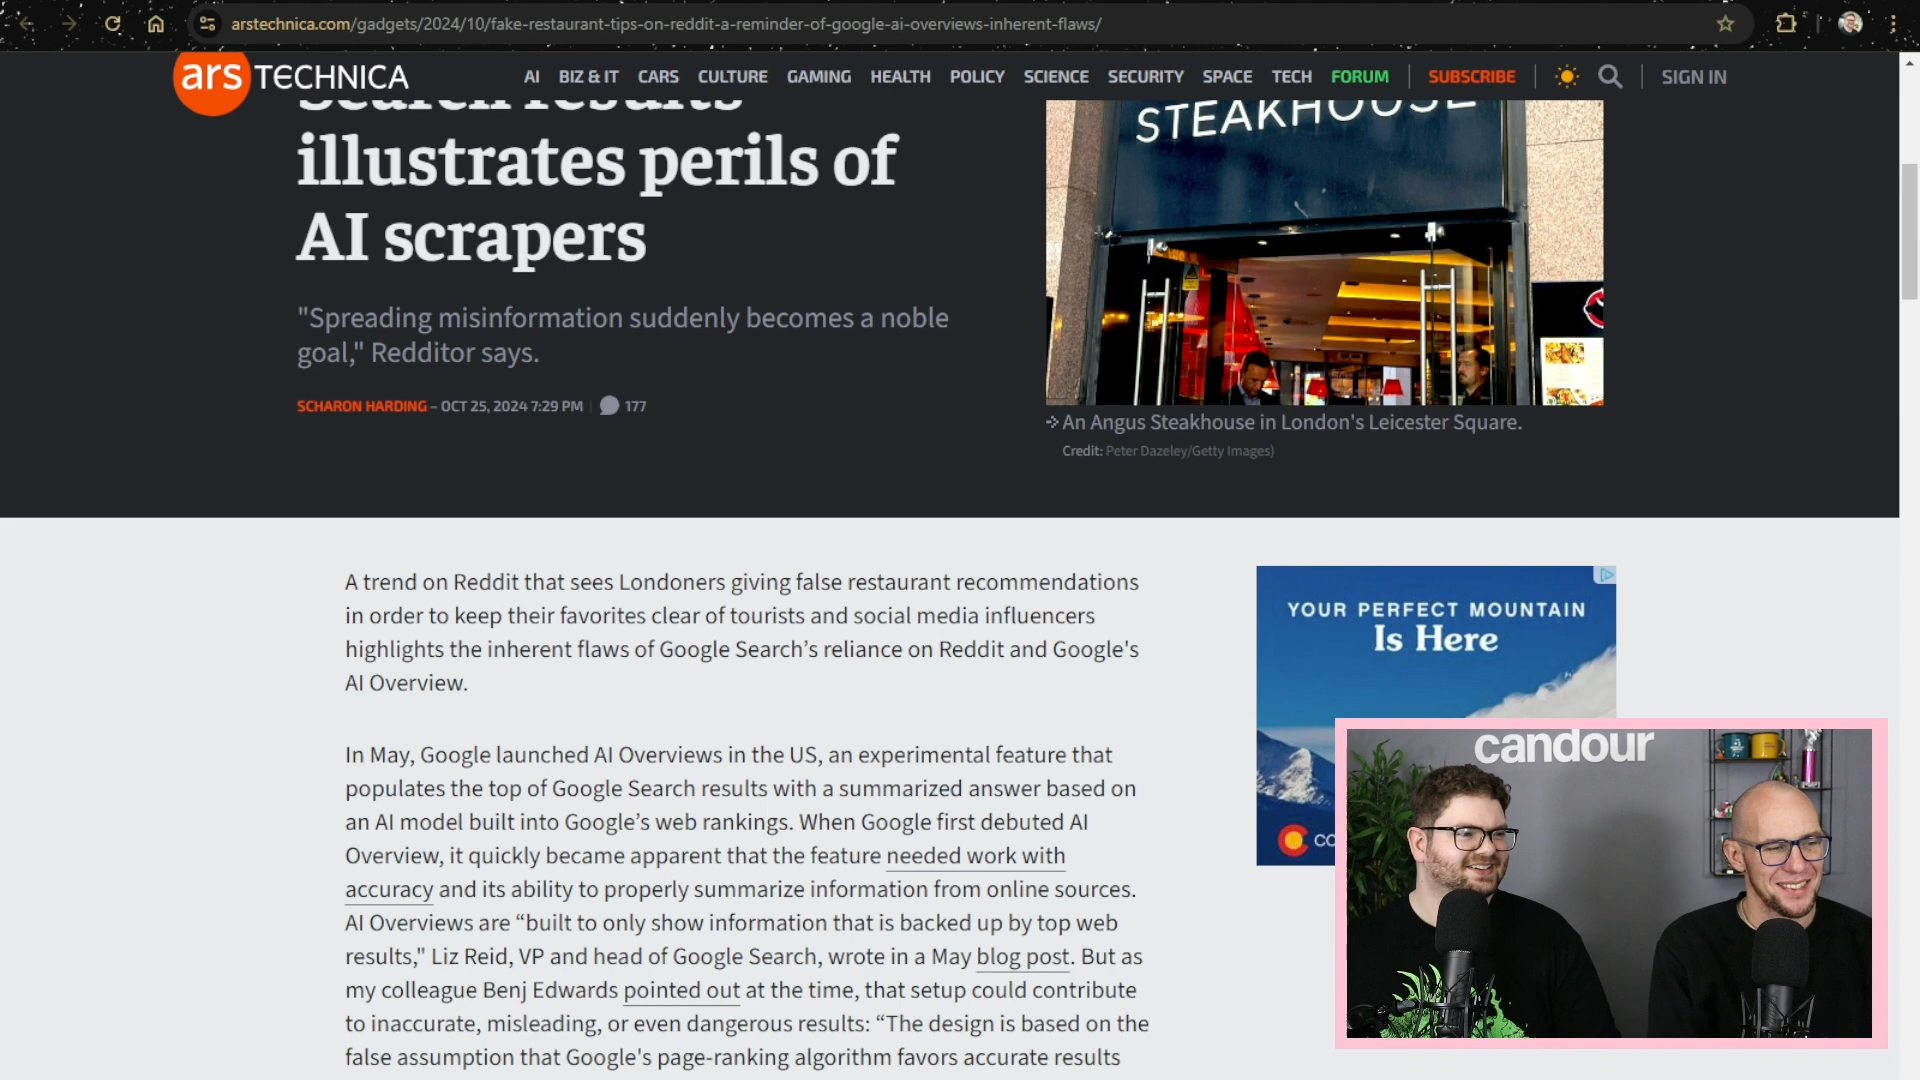 arstechnica.com/gadgets/2024/10/fake-restaurant-tips-on-reddit-a-reminder-of-google-ai-overviews-inherent-flaws/
ars TECHNICA
AI BIZ & IT CARS CULTURE GAMING HEALTH POLICY SCIENCE SECURITY SPACE TECH FORUM SUBSCRIBE SIGN IN
Search results
illustrates perils of
AI scrapers
"Spreading misinformation suddenly becomes a noble
goal," Redditor says.
SCHARON HARDING – OCT 25, 2024 7:29 PM 177
STEAKHOUSE
An Angus Steakhouse in London's Leicester Square.
Credit: Peter Dazeley/Getty Images)
A trend on Reddit that sees Londoners giving false restaurant recommendations
in order to keep their favorites clear of tourists and social media influencers
highlights the inherent flaws of Google Search’s reliance on Reddit and Google's
AI Overview.
In May, Google launched AI Overviews in the US, an experimental feature that
populates the top of Google Search results with a summarized answer based on
an AI model built into Google’s web rankings. When Google first debuted AI
Overview, it quickly became apparent that the feature needed work with
accuracy and its ability to properly summarize information from online sources.
AI Overviews are “built to only show information that is backed up by top web
results," Liz Reid, VP and head of Google Search, wrote in a May blog post. But as
my colleague Benj Edwards pointed out at the time, that setup could contribute
to inaccurate, misleading, or even dangerous results: “The design is based on the
false assumption that Google's page-ranking algorithm favors accurate results
YOUR PERFECT MOUNTAIN
Is Here
CO
candour